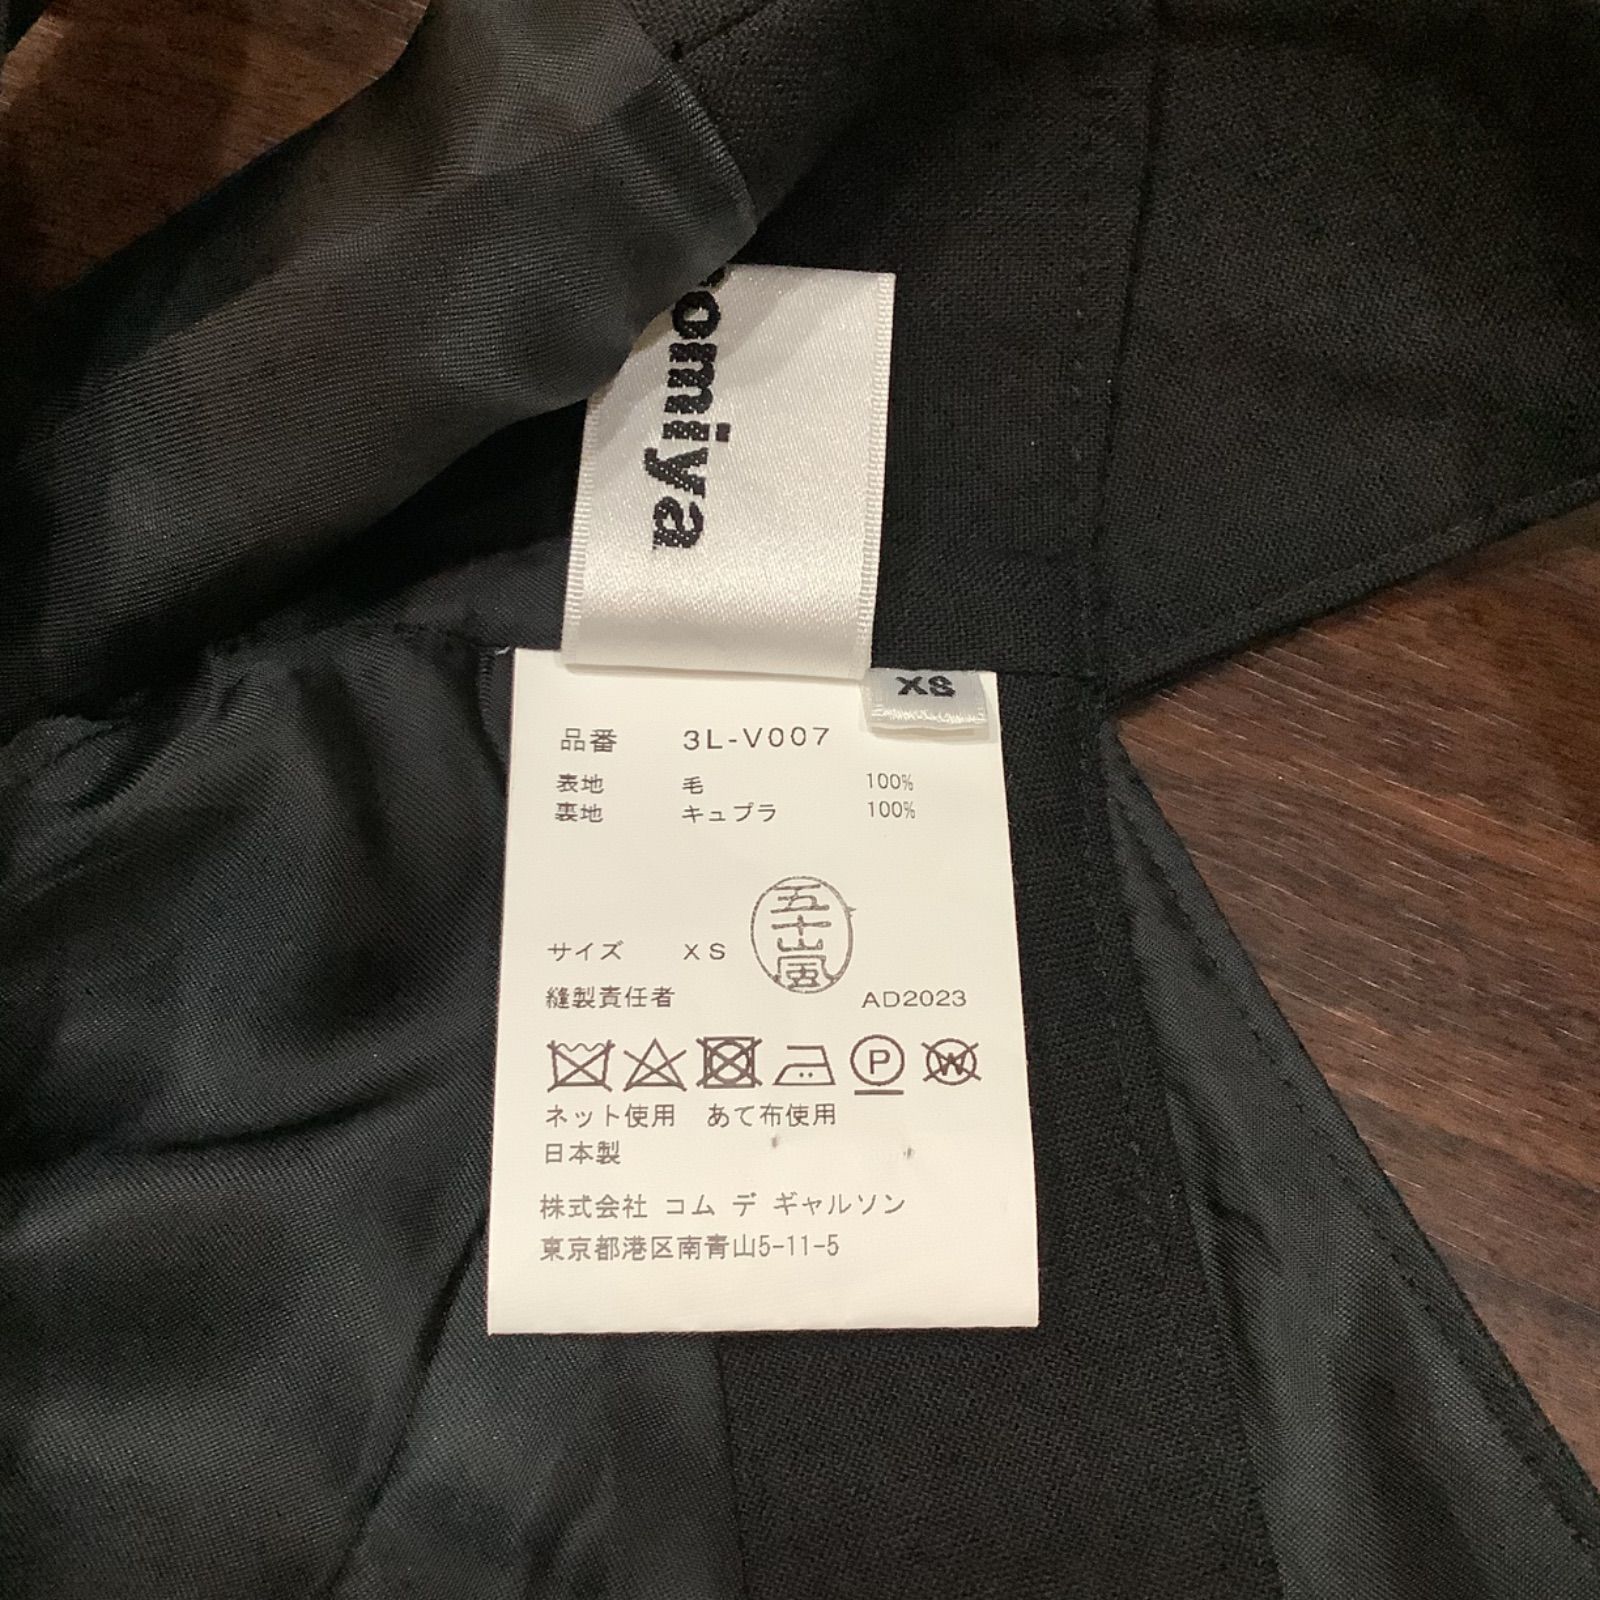 omiya
XS
品番 3L-V007
表地 毛 100%
裏地 キュプラ 100%
サイズ XS
五十嵐
縫製責任者 AD2023
P W
ネット使用 あて布使用
日本製
株式会社 コム デ ギャルソン
東京都港区南青山5-11-5